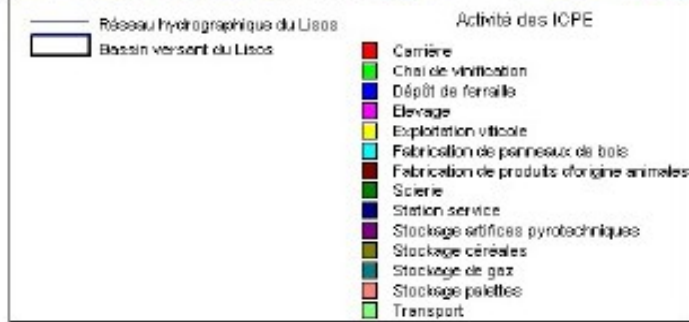 Réseau hydrographique du Lisos
Bassin versant du Lisos
Activité des ICPE
Carrière
Chai de vinification
Dépôt de ferraille
Elevage
Exploitation viticole
Fabrication de panneaux de bois
Fabrication de produits d'origine animales
Scierie
Station service
Stockage artifices pyrotechniques
Stockage céréales
Stockage de gaz
Stockage palettes
Transport